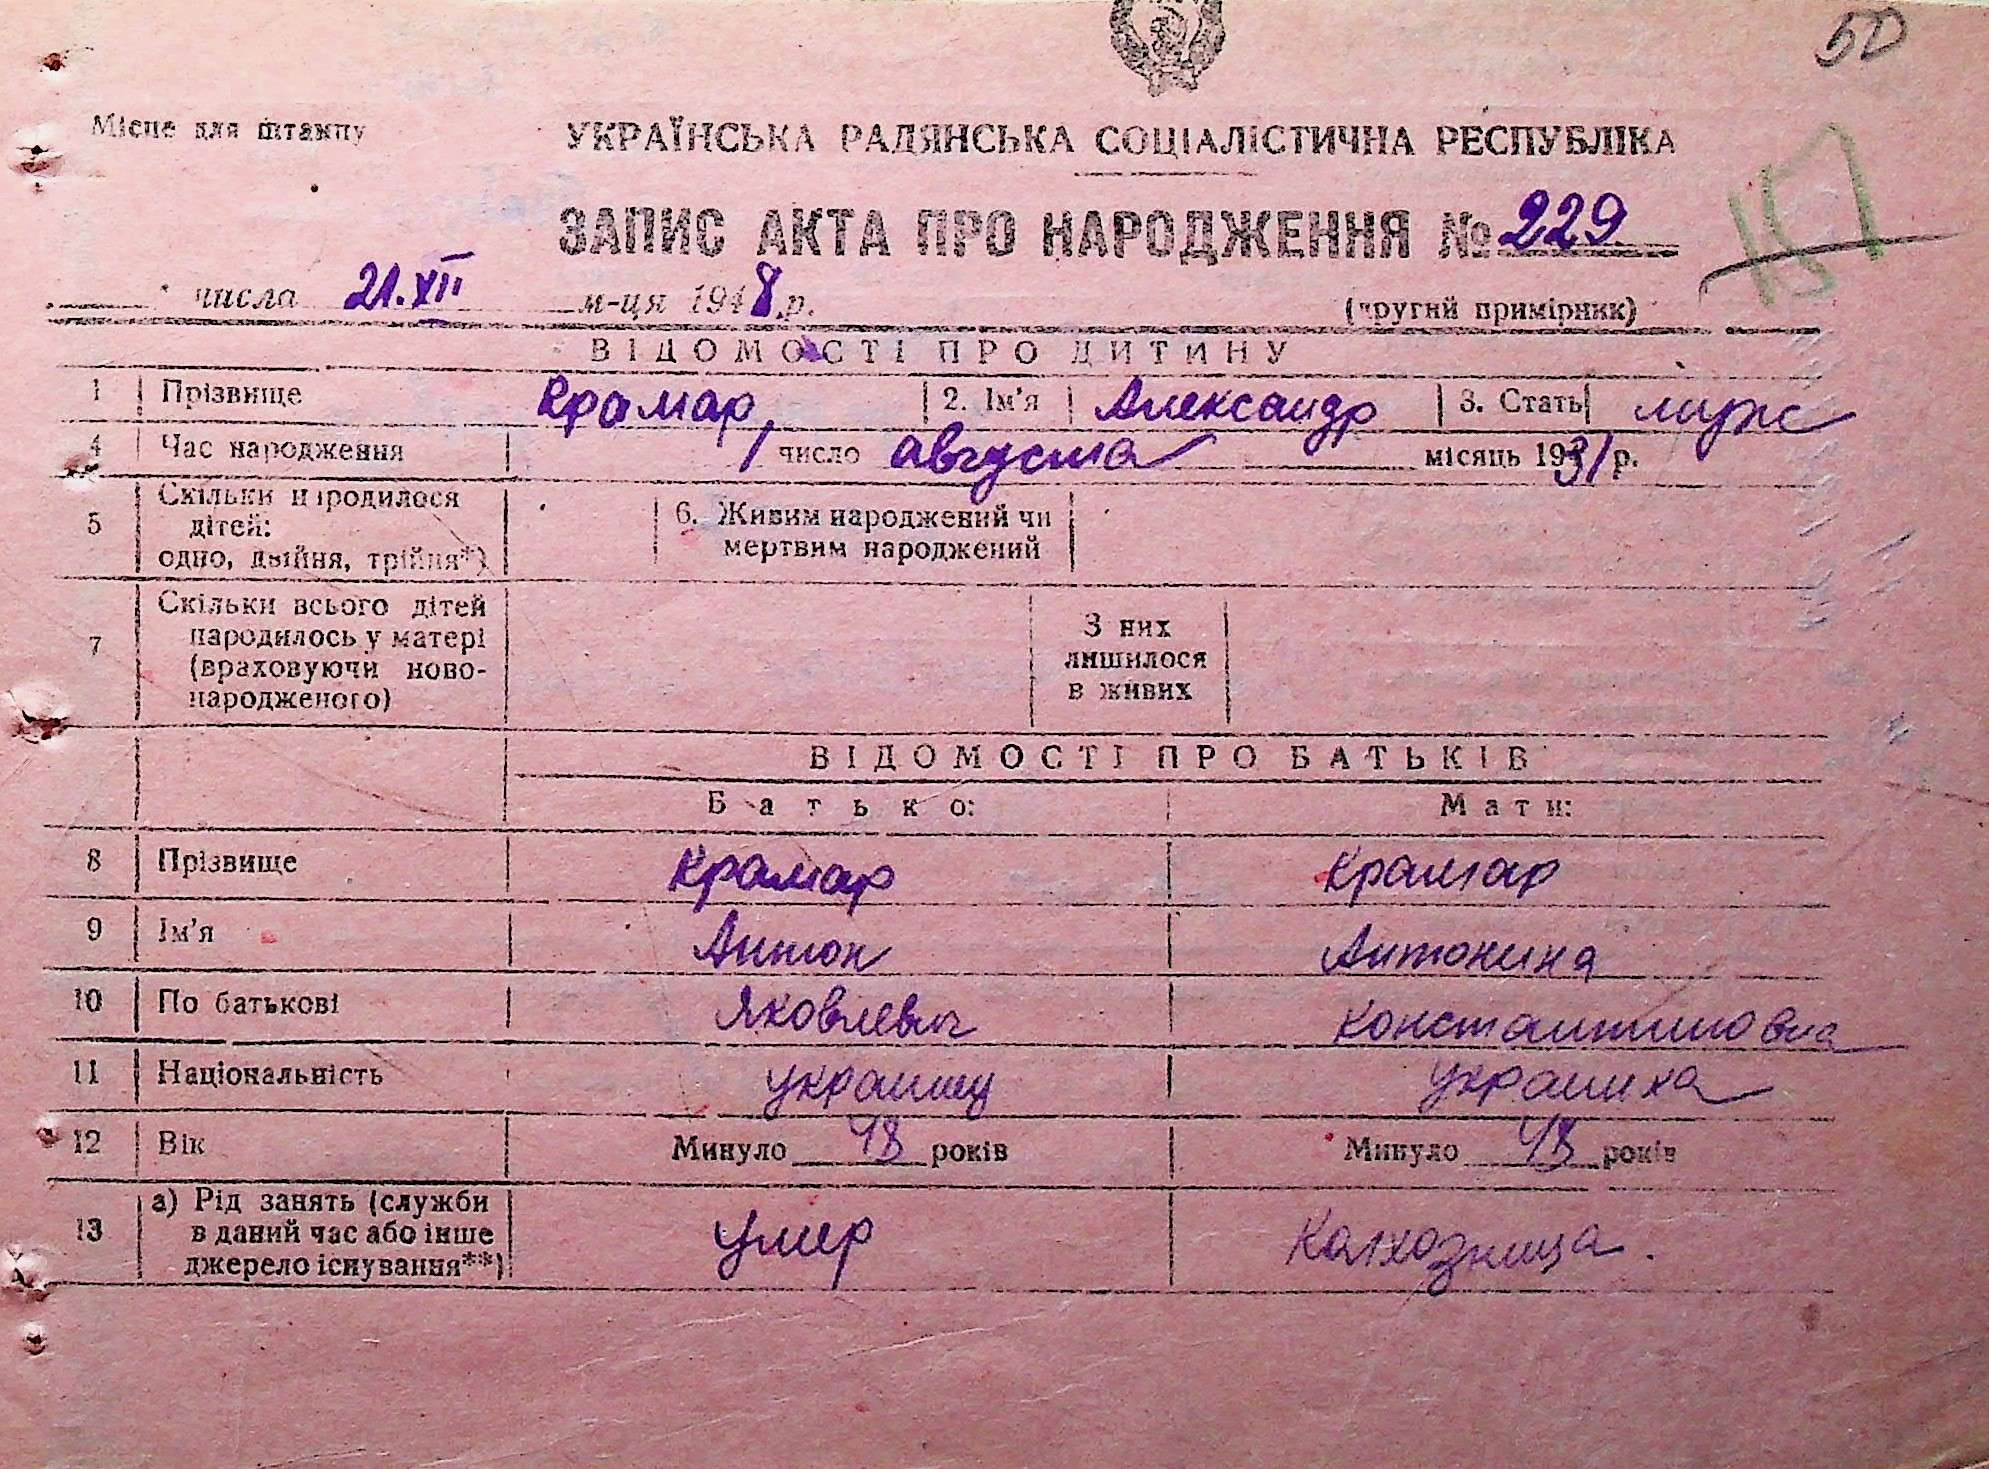 50
Місце для штампу
УКРАЇНСЬКА РАДЯНСЬКА СОЦІАЛІСТИЧНА РЕСПУБЛІКА
ЗАПИС АКТА ПРО НАРОДЖЕННЯ № 229
числа 21.XII м-ця 1948 р.
(другий примірник)
ВІДОМОСТІ ПРО ДИТИНУ
1 Прізвище Крамар 2. Ім'я Александр 3. Стать муж
4 Час народження 1 число августа місяць 1931 р.
5 Скільки народилося
дітей:
одно, двійня, трійня*)
6. Живим народжений чи
мертвим народжений
7 Скільки всього дітей
народилось у матері
(враховуючи ново-
народженого)
З них
лишилося
в живих
ВІДОМОСТІ ПРО БАТЬКІВ
Батько: Мати:
8 Прізвище Крамар Крамар
9 Ім'я Антон Антонина
10 По батькові Яковлевич Константиновна
11 Національність украинец украинка
12 Вік Минуло 48 років Минуло 48 років
13 а) Рід занять (служби
в даний час або інше
джерело існування**)
умер Колхозница.